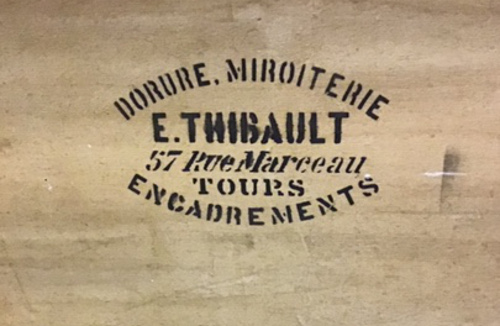 DORURE, MIROITERIE
E. THIBAULT
57 Rue Marceau
TOURS
ENCADREMENTS